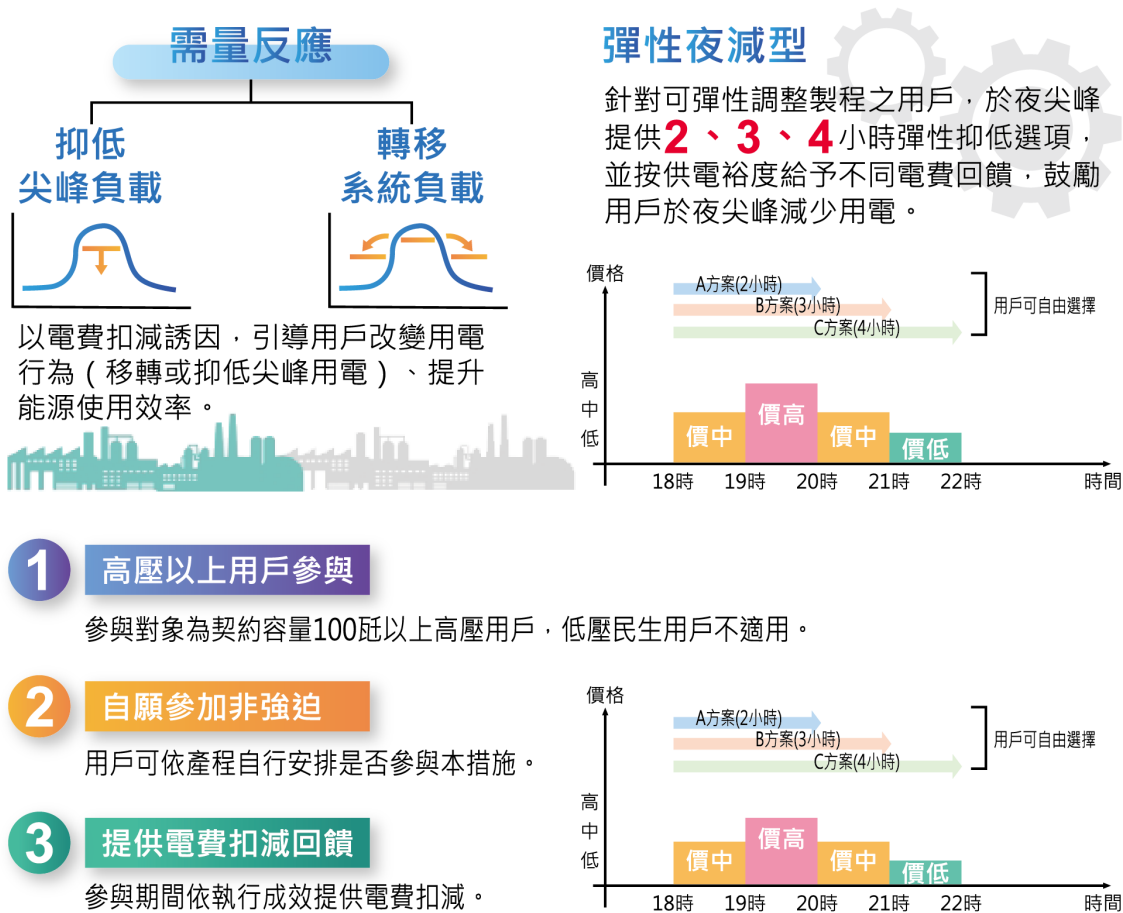 需量反應
抑低
尖峰負載
轉移
系統負載
以電費扣減誘因，引導用戶改變用電
行為（移轉或抑低尖峰用電）、提升
能源使用效率。
彈性夜減型
針對可彈性調整製程之用戶，於夜尖峰
提供2、3、4小時彈性抑低選項，
並按供電裕度給予不同電費回饋，鼓勵
用戶於夜尖峰減少用電。
價格
A方案(2小時)
B方案(3小時)
C方案(4小時)
用戶可自由選擇
高
中
低
價中
價高
價中
價低
18時 19時 20時 21時 22時 時間
1 高壓以上用戶參與
參與對象為契約容量100瓩以上高壓用戶，低壓民生用戶不適用。
2 自願參加非強迫
用戶可依產程自行安排是否參與本措施。
3 提供電費扣減回饋
參與期間依執行成效提供電費扣減。
價格
A方案(2小時)
B方案(3小時)
C方案(4小時)
用戶可自由選擇
高
中
低
價中
價高
價中
價低
18時 19時 20時 21時 22時 時間